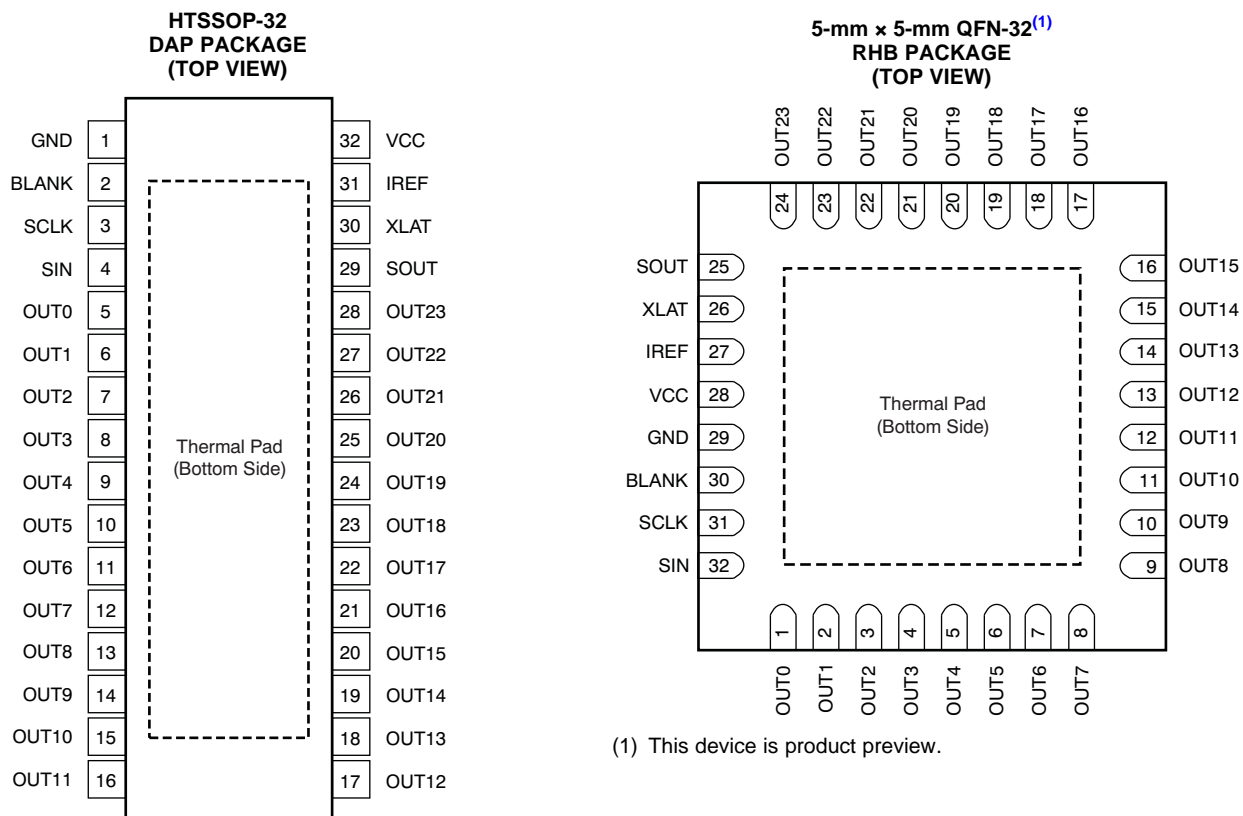 HTSSOP-32
DAP PACKAGE
(TOP VIEW)
GND 1
BLANK 2
SCLK 3
SIN 4
OUT0 5
OUT1 6
OUT2 7
OUT3 8
OUT4 9
OUT5 10
OUT6 11
OUT7 12
OUT8 13
OUT9 14
OUT10 15
OUT11 16
Thermal Pad
(Bottom Side)
32 VCC
31 IREF
30 XLAT
29 SOUT
28 OUT23
27 OUT22
26 OUT21
25 OUT20
24 OUT19
23 OUT18
22 OUT17
21 OUT16
20 OUT15
19 OUT14
18 OUT13
17 OUT12
5-mm × 5-mm QFN-32(1)
RHB PACKAGE
(TOP VIEW)
OUT23 OUT22 OUT21 OUT20 OUT19 OUT18 OUT17 OUT16
24 23 22 21 20 19 18 17
SOUT 25
XLAT 26
IREF 27
VCC 28
GND 29
BLANK 30
SCLK 31
SIN 32
Thermal Pad
(Bottom Side)
16 OUT15
15 OUT14
14 OUT13
13 OUT12
12 OUT11
11 OUT10
10 OUT9
9 OUT8
1 2 3 4 5 6 7 8
OUT0 OUT1 OUT2 OUT3 OUT4 OUT5 OUT6 OUT7
(1) This device is product preview.